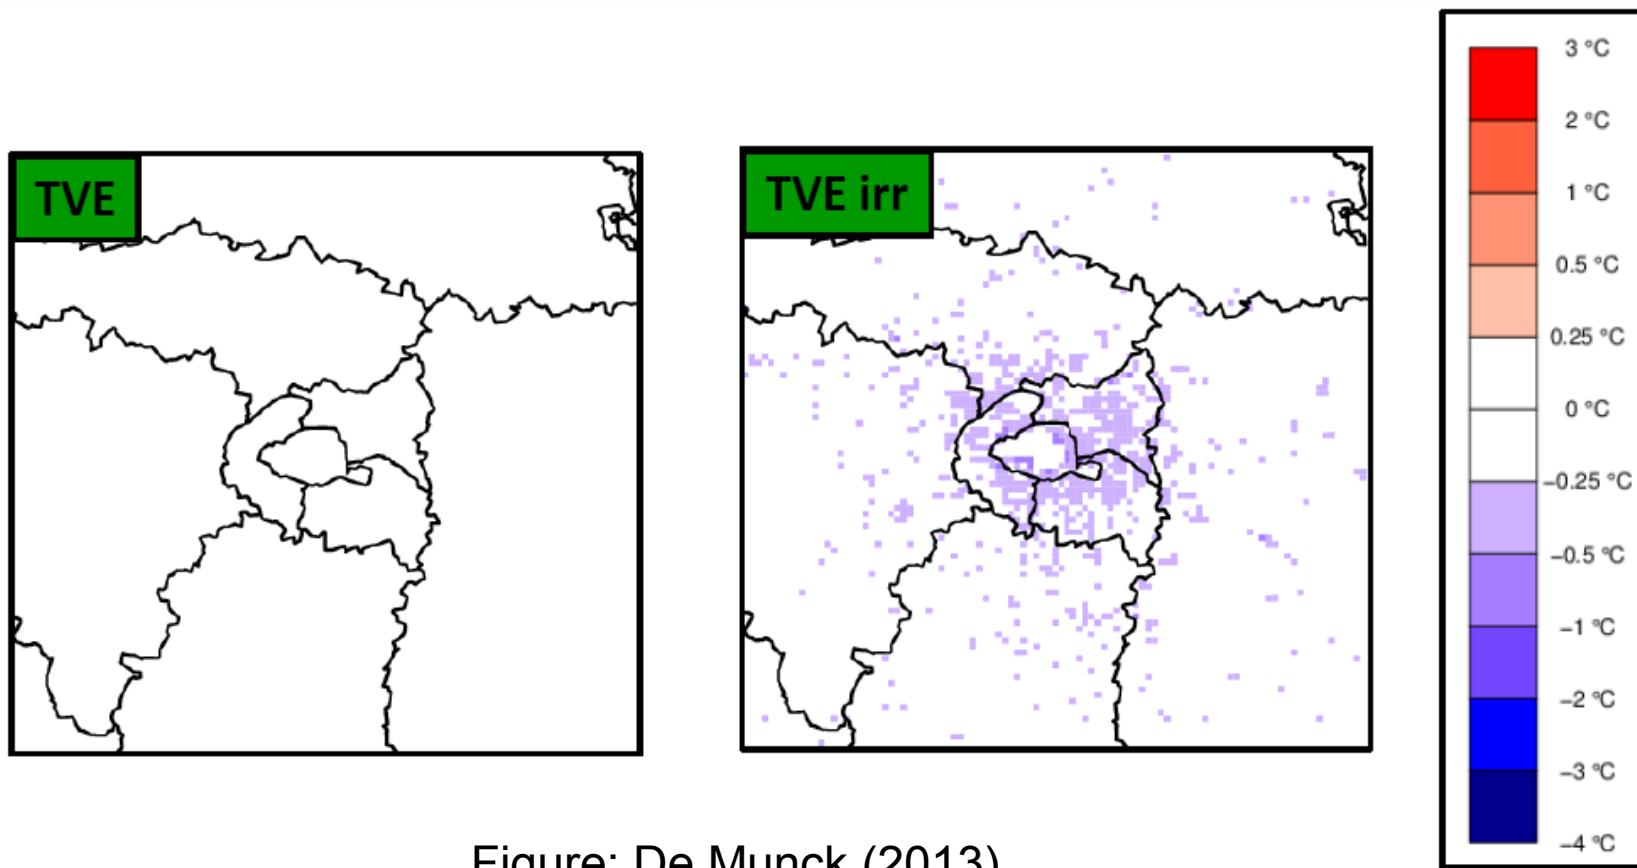 TVE
TVE irr
3 °C
2 °C
1 °C
0.5 °C
0.25 °C
0 °C
−0.25 °C
−0.5 °C
−1 °C
−2 °C
−3 °C
−4 °C
Figure: De Munck (2013)